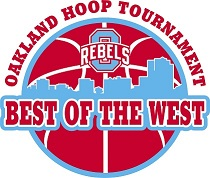 OAKLAND HOOP TOURNAMENT
O
REBELS
BEST OF THE WEST